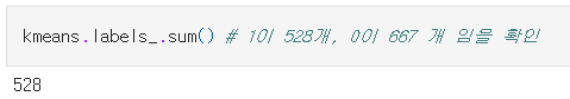 kmeans.labels_.sum() # 1이 528개, 0이 667 개 임을 확인
528